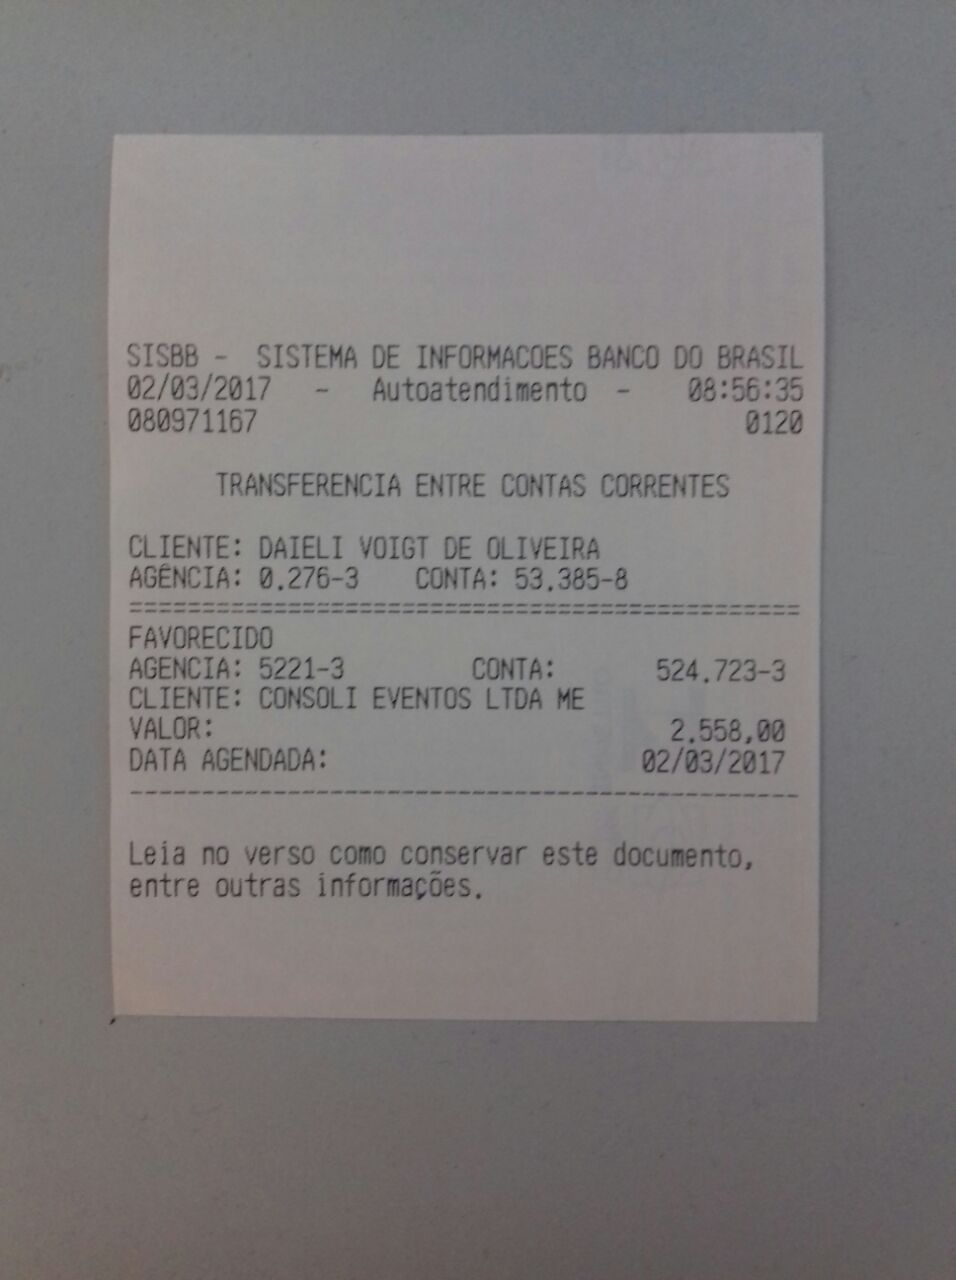 SISBB - SISTEMA DE INFORMACOES BANCO DO BRASIL
02/03/2017 - Autoatendimento - 08:56:35
080971167 0120
TRANSFERENCIA ENTRE CONTAS CORRENTES
CLIENTE: DAIELI VOIGT DE OLIVEIRA
AGÊNCIA: 0.276-3 CONTA: 53.385-8
===============================================
FAVORECIDO
AGENCIA: 5221-3 CONTA: 524.723-3
CLIENTE: CONSOLI EVENTOS LTDA ME
VALOR: 2.558,00
DATA AGENDADA: 02/03/2017
-----------------------------------------------
Leia no verso como conservar este documento,
entre outras informações.